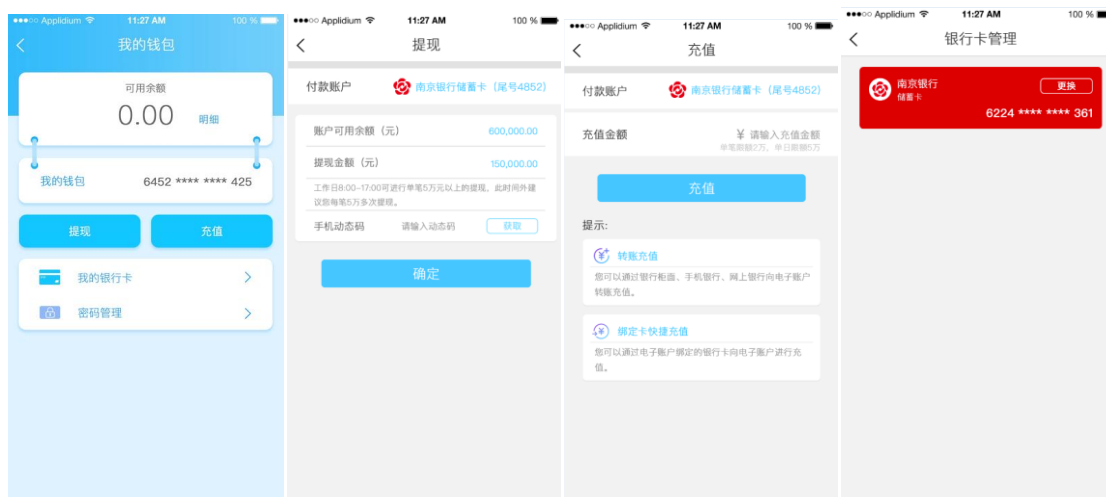 ●●●○○ Applidium 11:27 AM 100 %
我的钱包
可用余额
0.00 明细
我的钱包 6452 **** **** 425
提现 充值
我的银行卡
密码管理
●●●○○ Applidium 11:27 AM 100 %
提现
付款账户 南京银行储蓄卡（尾号4852）
账户可用余额（元） 600,000.00
提现金额（元） 150,000.00
工作日8:00-17:00可进行单笔5万元以上的提现，此时间外建
议您每笔5万多次提现。
手机动态码 请输入动态码 获取
确定
●●●○○ Applidium 11:27 AM 100 %
充值
付款账户 南京银行储蓄卡（尾号4852）
充值金额 ¥ 请输入充值金额
单笔限额2万，单日限额5万
充值
提示:
转账充值
您可以通过银行柜面、手机银行、网上银行向电子账户
转账充值。
绑定卡快捷充值
您可以通过电子账户绑定的银行卡向电子账户进行充
值。
●●●○○ Applidium 11:27 AM 100 %
银行卡管理
南京银行 更换
储蓄卡
6224 **** **** 361